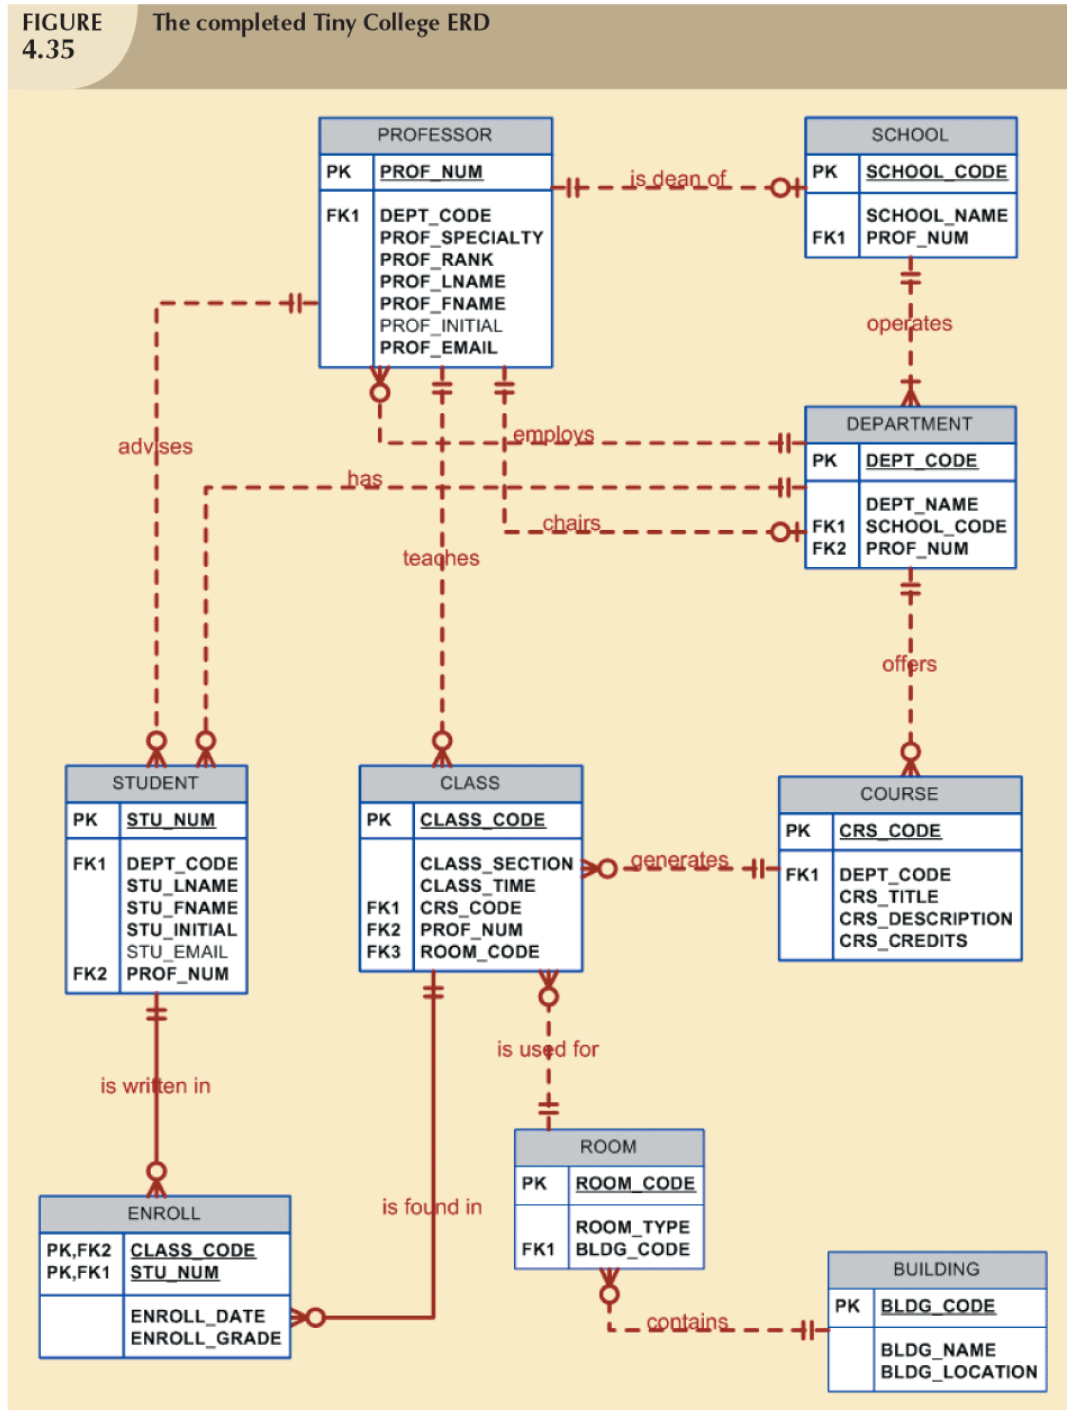 FIGURE
4.35
The completed Tiny College ERD
PROFESSOR
PK PROF_NUM
FK1 DEPT_CODE
PROF_SPECIALTY
PROF_RANK
PROF_LNAME
PROF_FNAME
PROF_INITIAL
PROF_EMAIL
is dean of
SCHOOL
PK SCHOOL_CODE
SCHOOL_NAME
FK1 PROF_NUM
operates
advises
employs
has
chairs
teaches
DEPARTMENT
PK DEPT_CODE
DEPT_NAME
FK1 SCHOOL_CODE
FK2 PROF_NUM
offers
STUDENT
PK STU_NUM
FK1 DEPT_CODE
STU_LNAME
STU_FNAME
STU_INITIAL
STU_EMAIL
FK2 PROF_NUM
CLASS
PK CLASS_CODE
CLASS_SECTION
CLASS_TIME
FK1 CRS_CODE
FK2 PROF_NUM
FK3 ROOM_CODE
generates
COURSE
PK CRS_CODE
FK1 DEPT_CODE
CRS_TITLE
CRS_DESCRIPTION
CRS_CREDITS
is written in
is used for
is found in
ROOM
PK ROOM_CODE
ROOM_TYPE
FK1 BLDG_CODE
ENROLL
PK,FK2 CLASS_CODE
PK,FK1 STU_NUM
ENROLL_DATE
ENROLL_GRADE
contains
BUILDING
PK BLDG_CODE
BLDG_NAME
BLDG_LOCATION